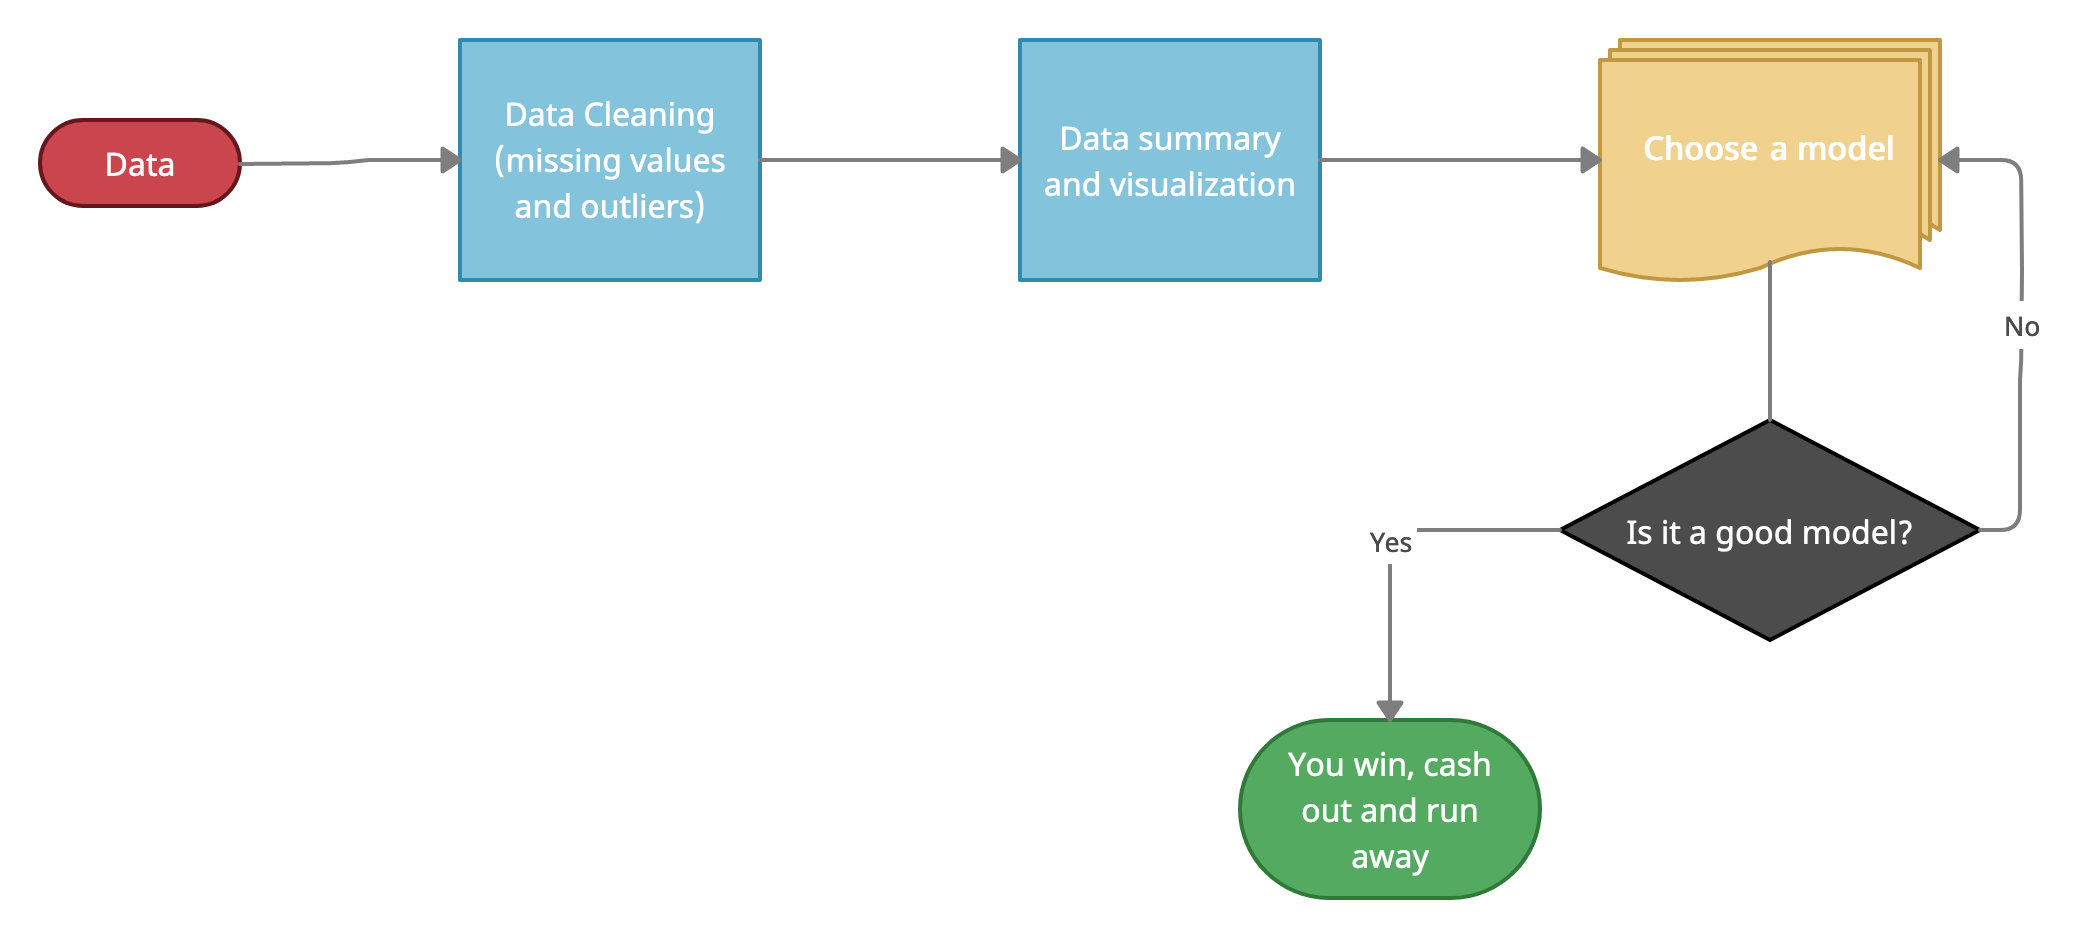 Data
Data Cleaning
(missing values
and outliers)
Data summary
and visualization
Choose a model
No
Is it a good model?
Yes
You win, cash
out and run
away